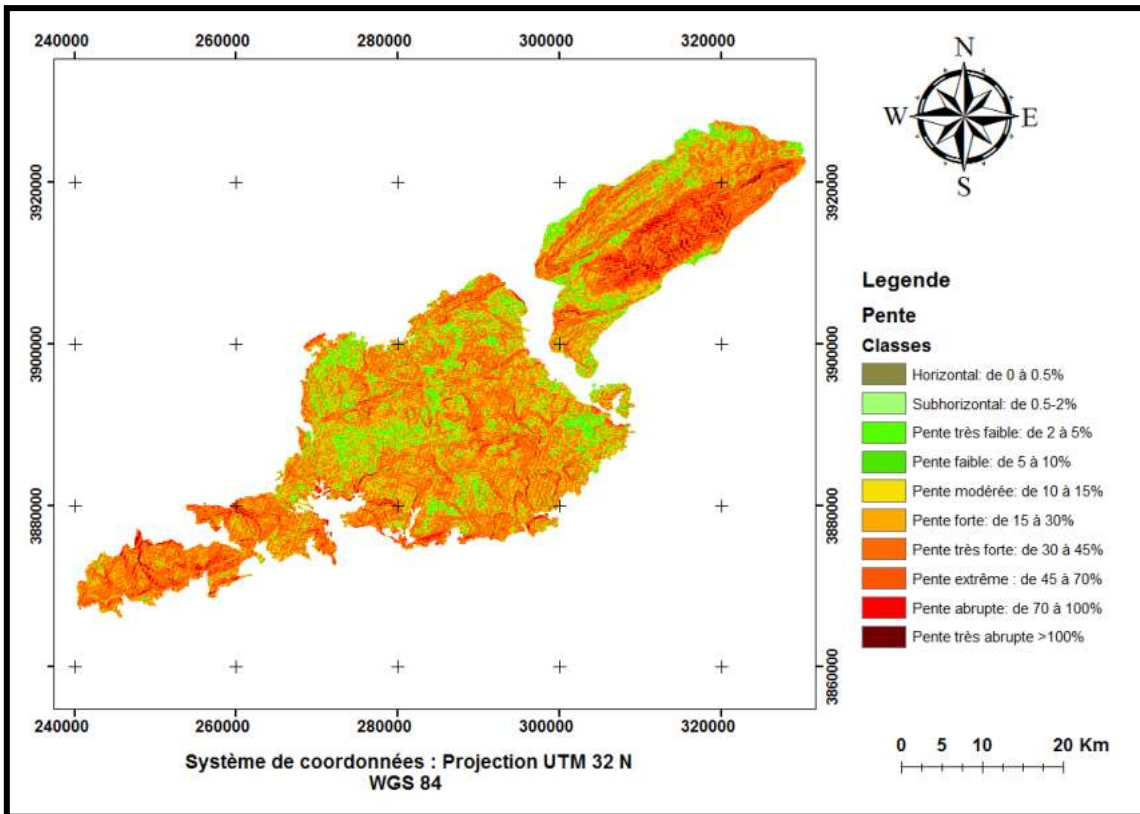 240000 260000 280000 300000 320000
N
W E
S
3920000 3920000
3900000 3900000
3880000 3880000
3860000 3860000
240000 260000 280000 300000 320000
Système de coordonnées : Projection UTM 32 N
WGS 84
Legende
Pente
Classes
Horizontal: de 0 à 0.5%
Subhorizontal: de 0.5-2%
Pente très faible: de 2 à 5%
Pente faible: de 5 à 10%
Pente modérée: de 10 à 15%
Pente forte: de 15 à 30%
Pente très forte: de 30 à 45%
Pente extrême : de 45 à 70%
Pente abrupte: de 70 à 100%
Pente très abrupte >100%
0 5 10 20 Km